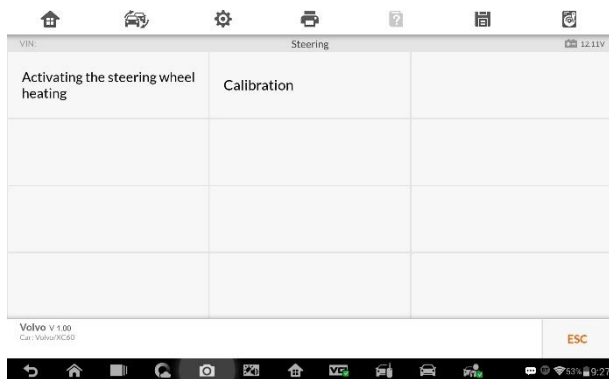 VIN:
Steering
12.11V
Activating the steering wheel
heating
Calibration
Volvo V 1.00
Car: Volvo/XC60
ESC
VCI
53% 9:27